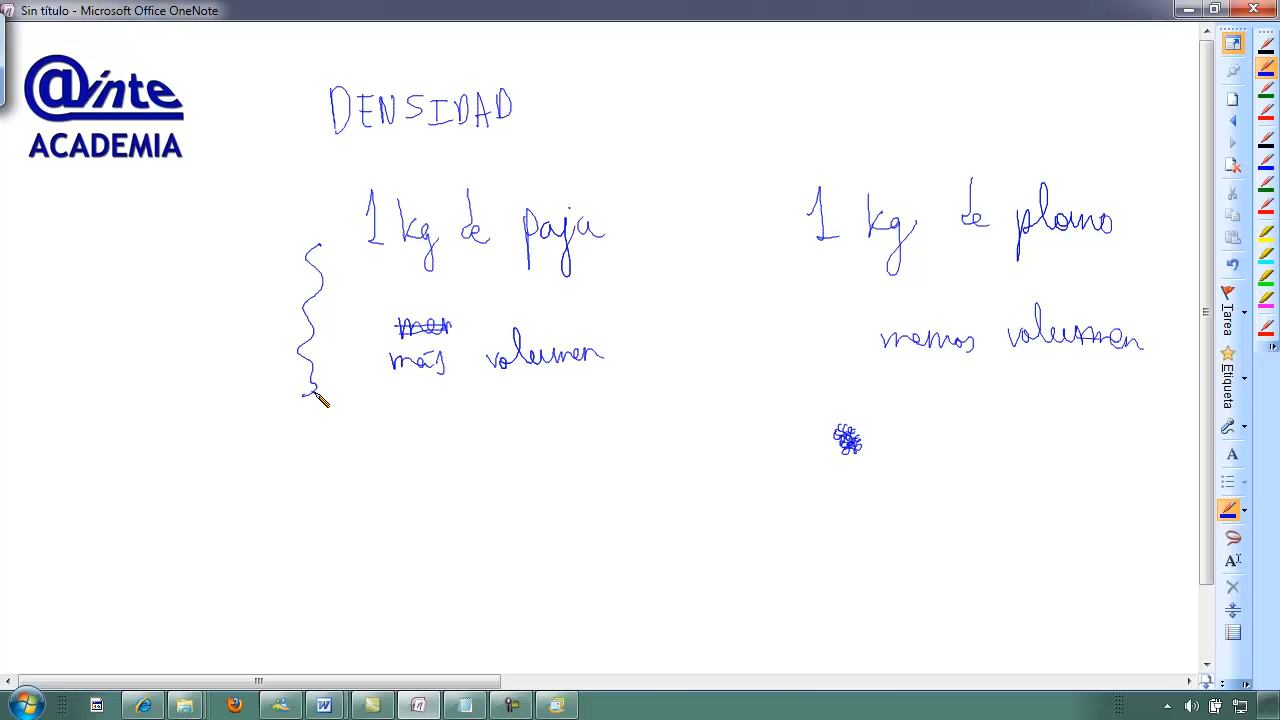 Sin título - Microsoft Office OneNote
@vinte
ACADEMIA
DENSIDAD
1 kg de paja
1 kg de plomo
más volumen
menos volumen
Tarea
Etiqueta